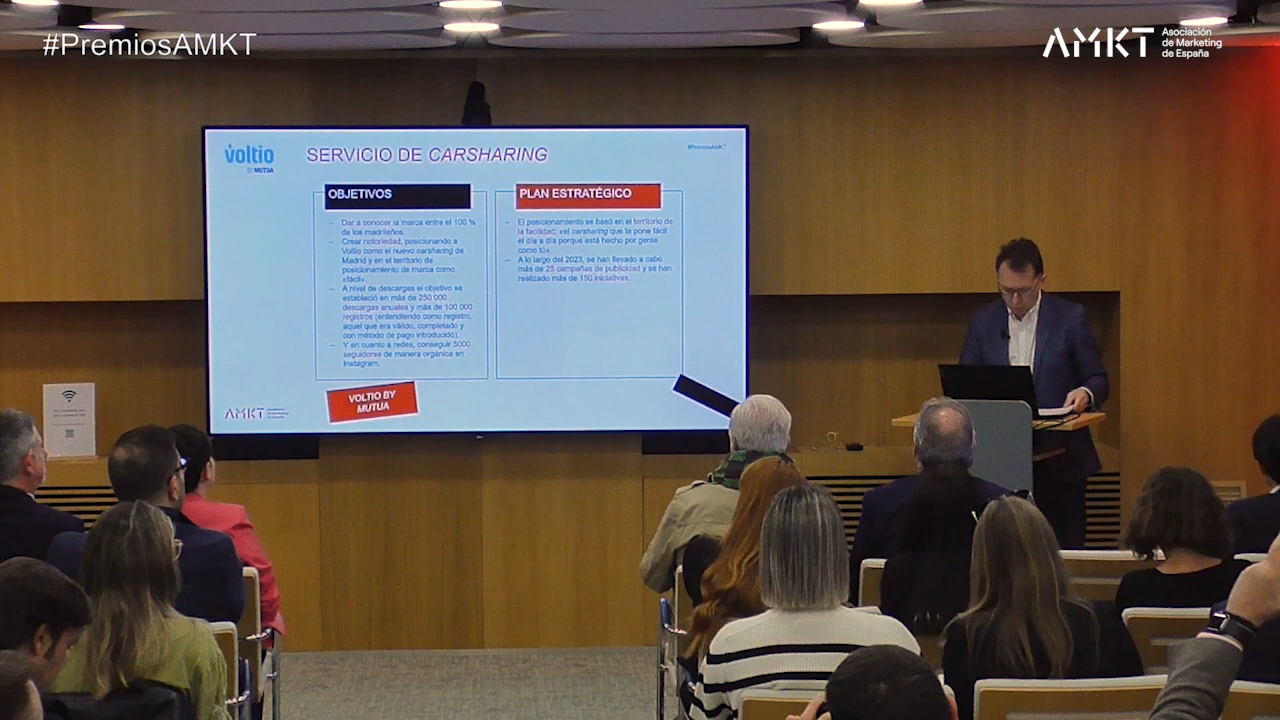 #PremiosAMKT
AMKT Asociación
de Marketing
de España
voltio
BY MUTUA
SERVICIO DE CARSHARING
#PremiosAMKT
OBJETIVOS
– Dar a conocer la marca entre el 100 %
de los madrileños.
– Crear notoriedad, posicionando a
Voltio como el nuevo carsharing de
Madrid y en el territorio de
posicionamiento de marca como
«fácil»
– A nivel de descargas el objetivo se
estableció en más de 250 000
descargas anuales y más de 100 000
registros (entendiendo como registro,
aquel que era válido, completado y
con método de pago introducido).
– Y en cuanto a redes, conseguir 5000
seguidores de manera orgánica en
Instagram.
PLAN ESTRATÉGICO
– El posicionamiento se basó en el territorio de
la facilidad: «el carsharing que te pone fácil
el día a día porque está hecho por gente
como tú».
– A lo largo del 2023, se han llevado a cabo
más de 25 campañas de publicidad y se han
realizado más de 150 iniciativas.
VOLTIO BY
MUTUA
AMKT Asociación
de Marketing
de España